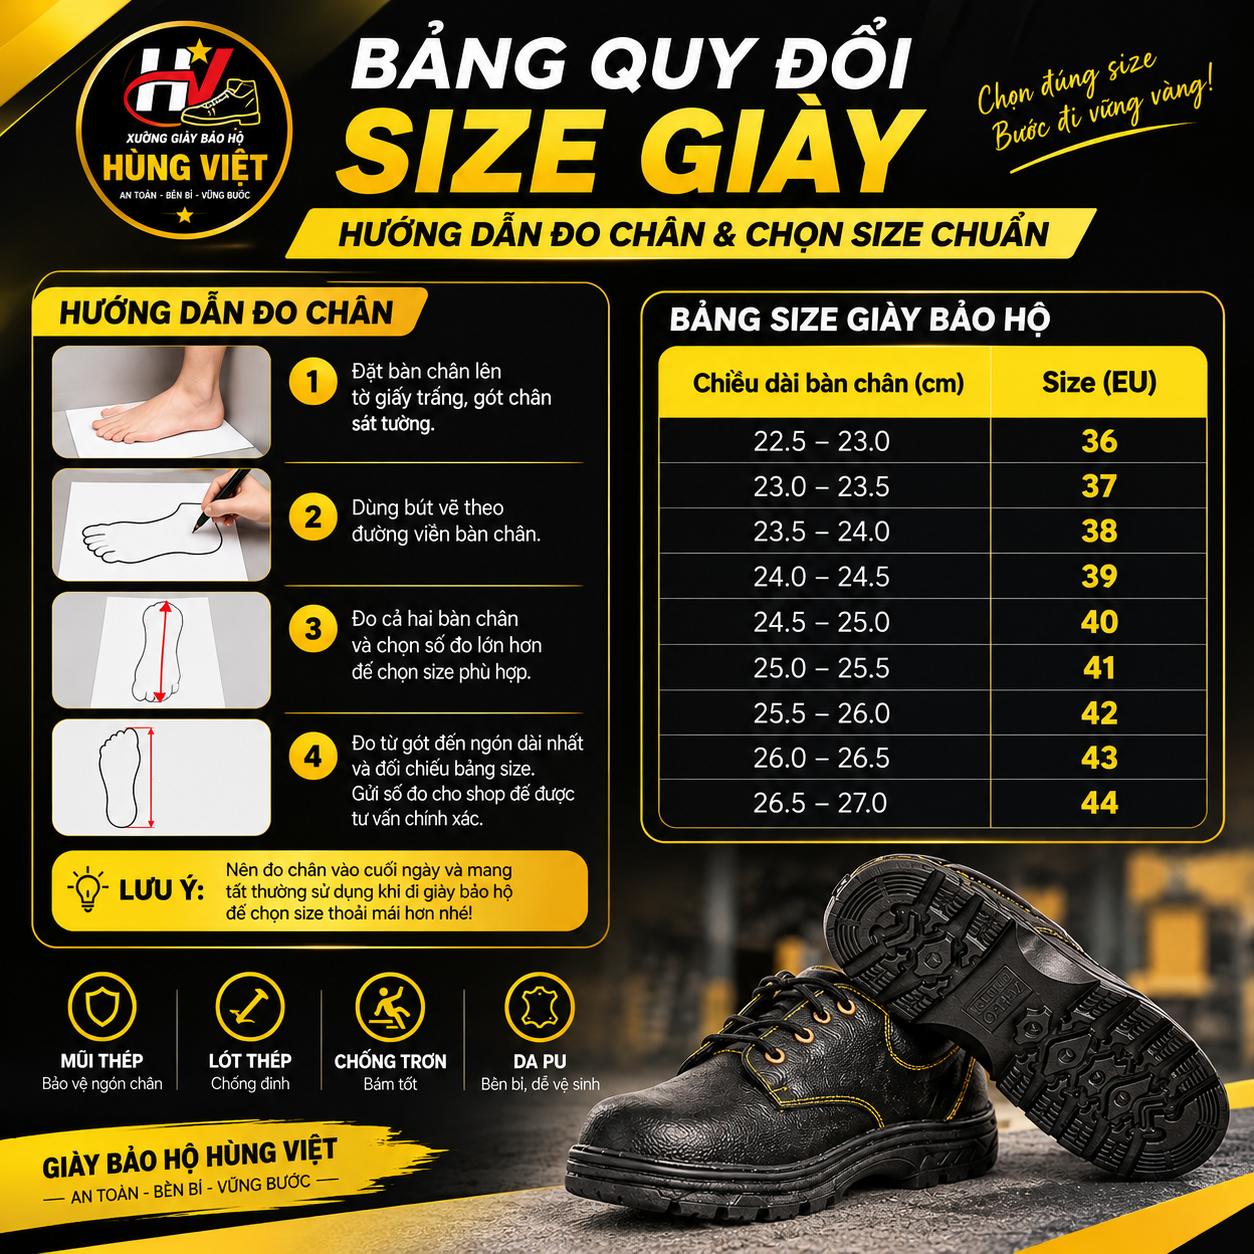 HV
XƯỞNG GIÀY BẢO HỘ
HÙNG VIỆT
AN TOÀN - BỀN BỈ - VỮNG BƯỚC
BẢNG QUY ĐỔI
SIZE GIÀY
HƯỚNG DẪN ĐO CHÂN & CHỌN SIZE CHUẨN
Chọn đúng size
Bước đi vững vàng!
HƯỚNG DẪN ĐO CHÂN
1
Đặt bàn chân lên
tờ giấy trắng, gót chân
sát tường.
2
Dùng bút vẽ theo
đường viền bàn chân.
3
Đo cả hai bàn chân
và chọn số đo lớn hơn
để chọn size phù hợp.
4
Đo từ gót đến ngón dài nhất
và đối chiếu bảng size.
Gửi số đo cho shop để được
tư vấn chính xác.
LƯU Ý:
Nên đo chân vào cuối ngày và mang
tất thường sử dụng khi đi giày bảo hộ
để chọn size thoải mái hơn nhé!
BẢNG SIZE GIÀY BẢO HỘ
Chiều dài bàn chân (cm) Size (EU)
22.5 – 23.0 36
23.0 – 23.5 37
23.5 – 24.0 38
24.0 – 24.5 39
24.5 – 25.0 40
25.0 – 25.5 41
25.5 – 26.0 42
26.0 – 26.5 43
26.5 – 27.0 44
MŨI THÉP
Bảo vệ ngón chân
LÓT THÉP
Chống đinh
CHỐNG TRƠN
Bám tốt
DA PU
Bền bỉ, dễ vệ sinh
GIÀY BẢO HỘ HÙNG VIỆT
— AN TOÀN - BỀN BỈ - VỮNG BƯỚC —